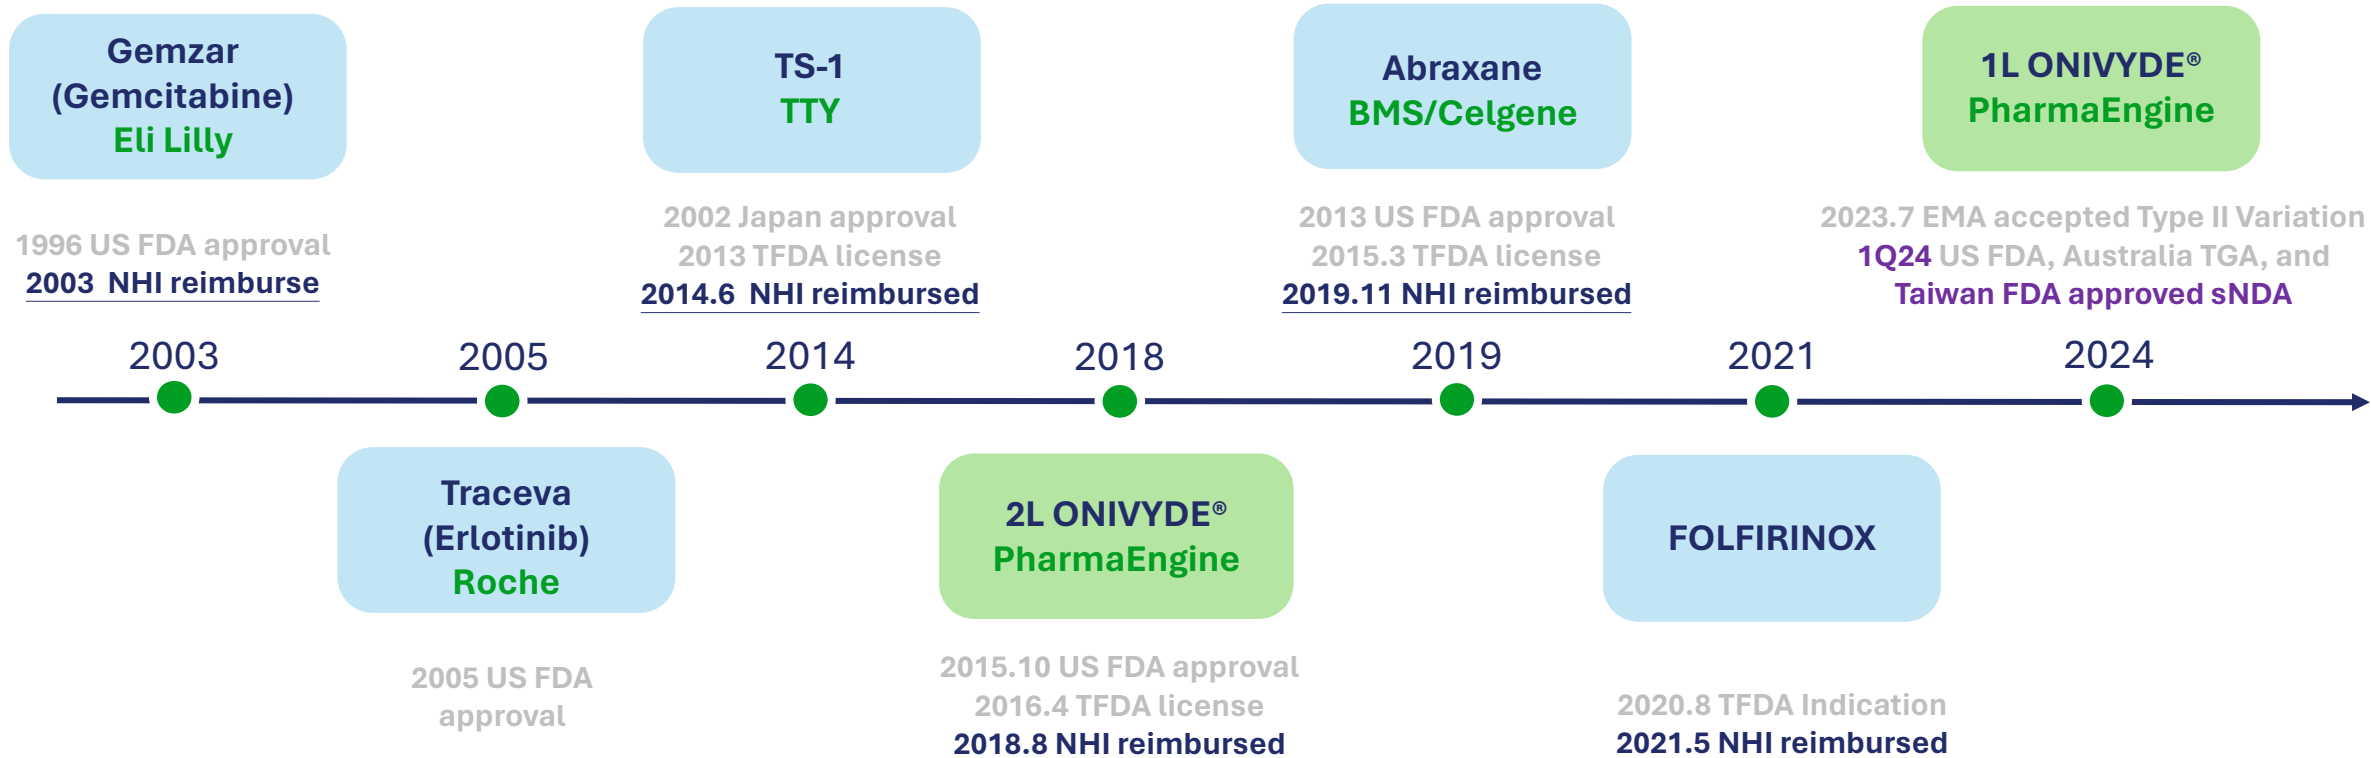 Gemzar
(Gemcitabine)
Eli Lilly
1996 US FDA approval
2003 NHI reimburse
TS-1
TTY
2002 Japan approval
2013 TFDA license
2014.6 NHI reimbursed
Abraxane
BMS/Celgene
2013 US FDA approval
2015.3 TFDA license
2019.11 NHI reimbursed
1L ONIVYDE®
PharmaEngine
2023.7 EMA accepted Type II Variation
1Q24 US FDA, Australia TGA, and
Taiwan FDA approved sNDA
2003
2005
2014
2018
2019
2021
2024
Traceva
(Erlotinib)
Roche
2005 US FDA
approval
2L ONIVYDE®
PharmaEngine
2015.10 US FDA approval
2016.4 TFDA license
2018.8 NHI reimbursed
FOLFIRINOX
2020.8 TFDA Indication
2021.5 NHI reimbursed